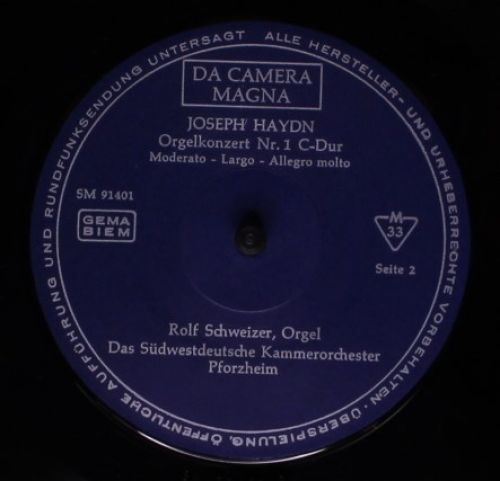 ALLE HERSTELLER- UND URHEBERRECHTE VORBEHALTEN · ÜBERSPIELUNG, ÖFFENTLICHE AUFFÜHRUNG UND RUNDFUNKSENDUNG UNTERSAGT
DA CAMERA
MAGNA
JOSEPH HAYDN
Orgelkonzert Nr. 1 C-Dur
Moderato - Largo - Allegro molto
SM 91401
GEMA
BIEM
M
33
Seite 2
Rolf Schweizer, Orgel
Das Südwestdeutsche Kammerorchester
Pforzheim